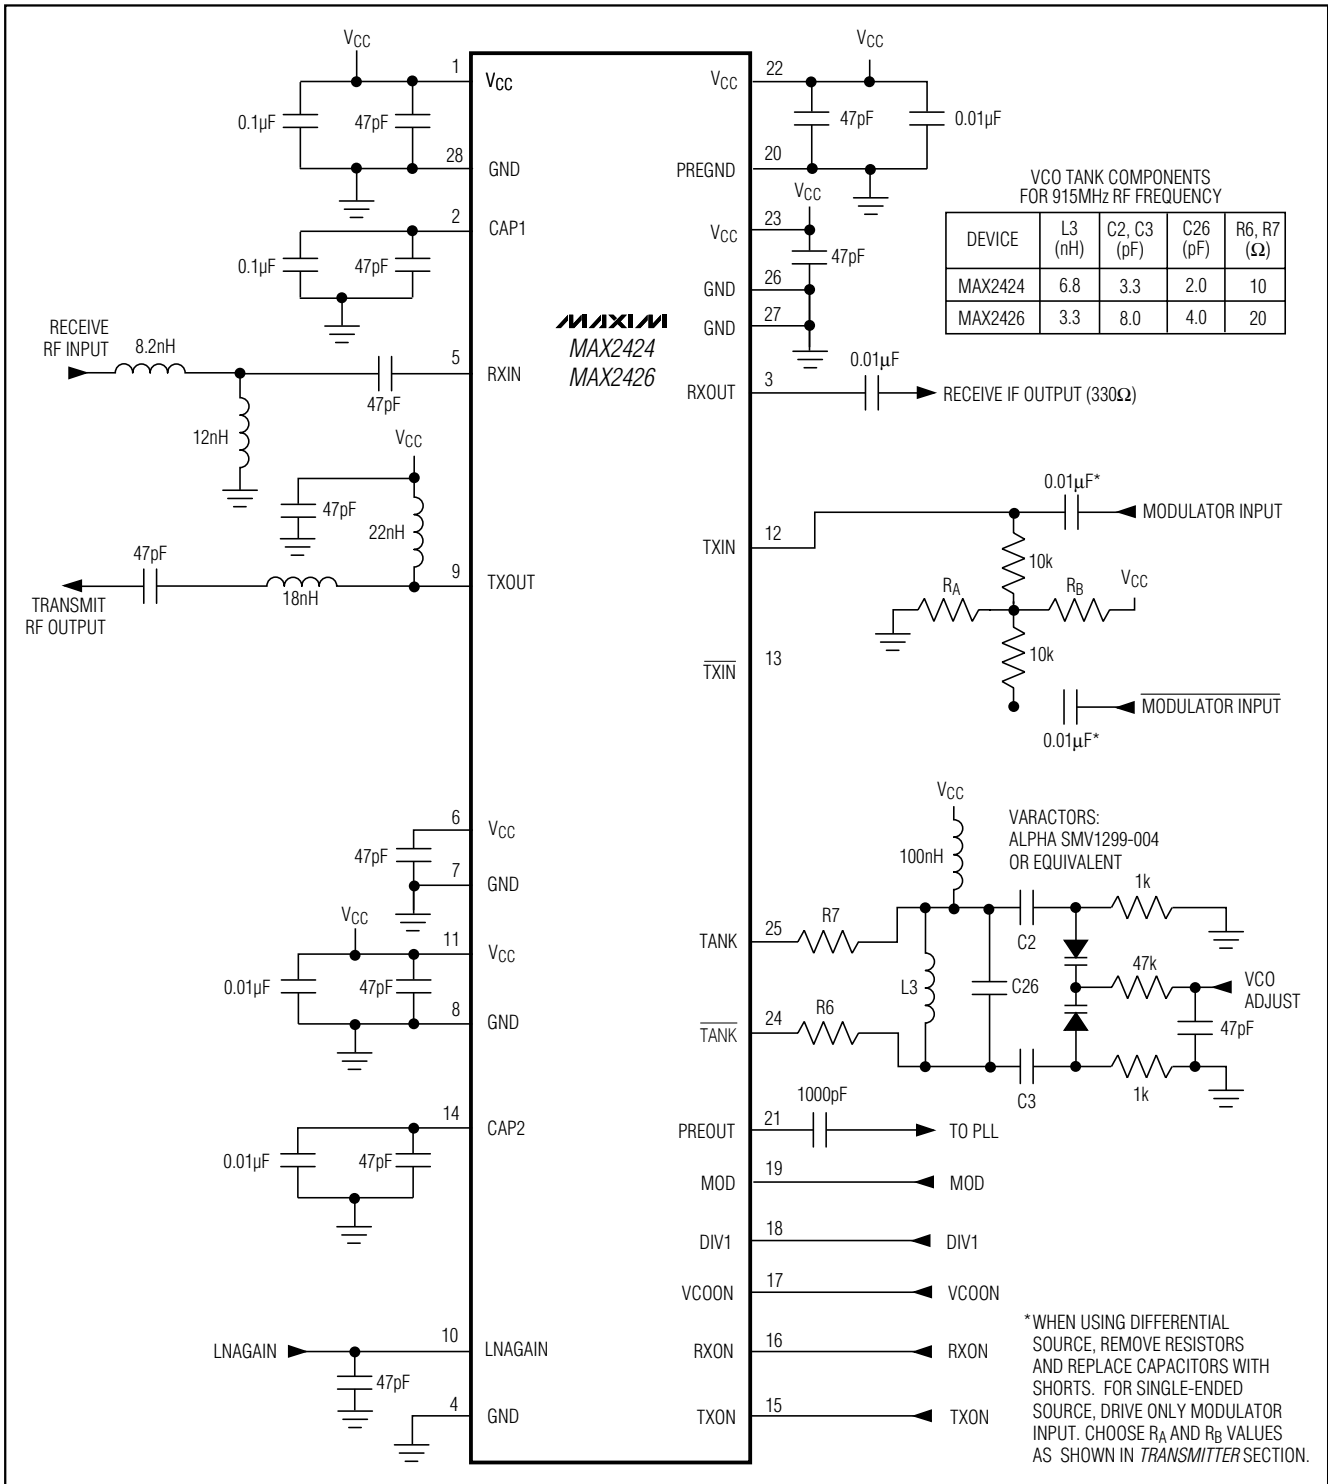 VCC
VCC
1
VCC
22
VCC
0.1µF
47pF
47pF
0.01µF
28
GND
20
PREGND
2
CAP1
0.1µF
47pF
VCC
23
VCC
47pF
26
GND
27
GND
VCO TANK COMPONENTS
FOR 915MHz RF FREQUENCY
DEVICE L3 (nH) C2, C3 (pF) C26 (pF) R6, R7 (Ω)
MAX2424 6.8 3.3 2.0 10
MAX2426 3.3 8.0 4.0 20
MAXIM
MAX2424
MAX2426
RECEIVE
RF INPUT
8.2nH
5
RXIN
47pF
12nH
RXOUT
3
0.01µF
RECEIVE IF OUTPUT (330Ω)
VCC
47pF
22nH
47pF
9
TXOUT
18nH
TRANSMIT
RF OUTPUT
0.01µF*
MODULATOR INPUT
12
TXIN
10k
RA
RB
VCC
10k
TXIN
13
MODULATOR INPUT
0.01µF*
6
VCC
47pF
7
GND
VCC
11
VCC
0.01µF
47pF
8
GND
VCC
100nH
VARACTORS:
ALPHA SMV1299-004
OR EQUIVALENT
1k
TANK
25
R7
C2
L3
C26
47k
VCO
ADJUST
47pF
TANK
24
R6
C3
1k
14
CAP2
0.01µF
47pF
1000pF
PREOUT
21
TO PLL
MOD
19
MOD
DIV1
18
DIV1
VCOON
17
VCOON
LNAGAIN
10
LNAGAIN
47pF
RXON
16
RXON
4
GND
TXON
15
TXON
*WHEN USING DIFFERENTIAL
SOURCE, REMOVE RESISTORS
AND REPLACE CAPACITORS WITH
SHORTS. FOR SINGLE-ENDED
SOURCE, DRIVE ONLY MODULATOR
INPUT. CHOOSE RA AND RB VALUES
AS SHOWN IN TRANSMITTER SECTION.